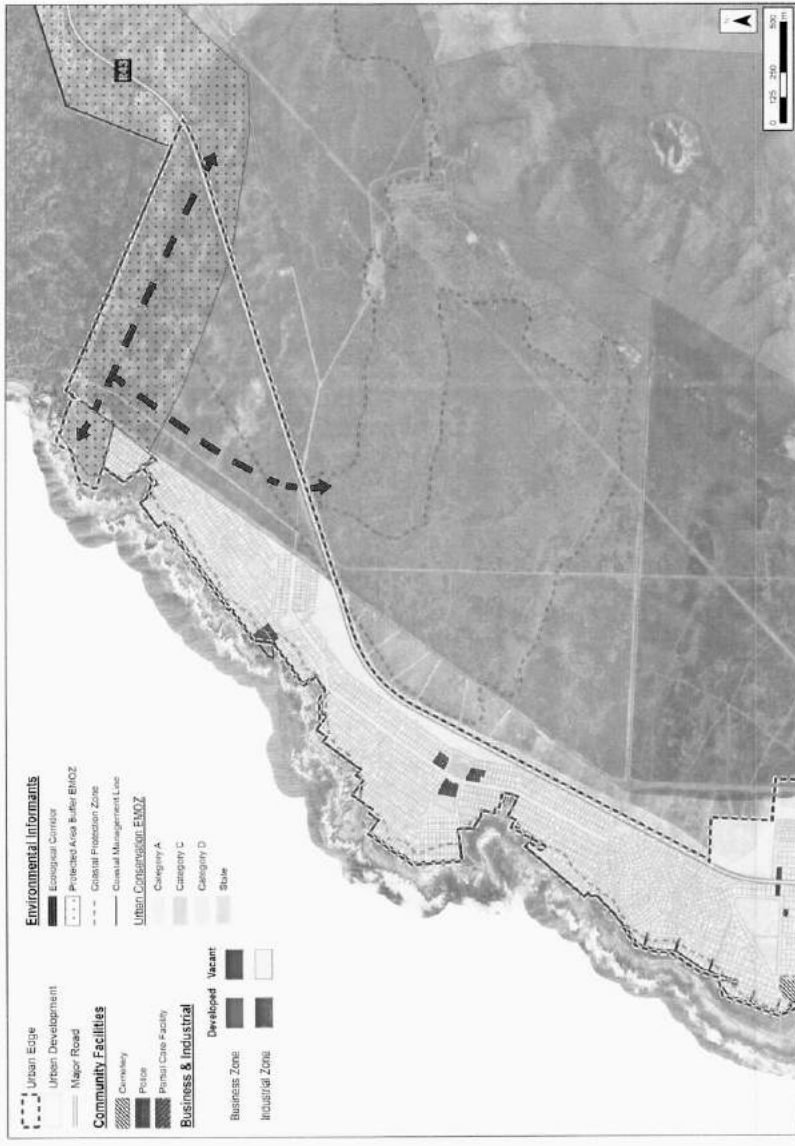 Urban Edge
Urban Development
Major Road
Community Facilities
Cemetery
Police
Partial Care Facility
Business & Industrial
Developed Vacant
Business Zone
Industrial Zone
Environmental Informants
Ecological Corridor
Protected Area Buffer EMOZ
Coastal Protection Zone
Coastal Management Line
Urban Conservation EMOZ
Category A
Category C
Category D
State
R43
N
0 125 250 500
m